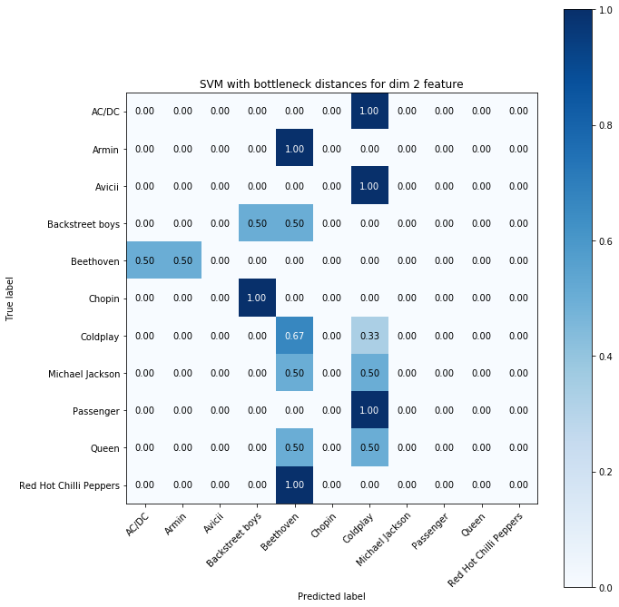 SVM with bottleneck distances for dim 2 feature
True label
AC/DC 0.00 0.00 0.00 0.00 0.00 0.00 1.00 0.00 0.00 0.00 0.00
Armin 0.00 0.00 0.00 0.00 1.00 0.00 0.00 0.00 0.00 0.00 0.00
Avicii 0.00 0.00 0.00 0.00 0.00 0.00 1.00 0.00 0.00 0.00 0.00
Backstreet boys 0.00 0.00 0.00 0.50 0.50 0.00 0.00 0.00 0.00 0.00 0.00
Beethoven 0.50 0.50 0.00 0.00 0.00 0.00 0.00 0.00 0.00 0.00 0.00
Chopin 0.00 0.00 0.00 1.00 0.00 0.00 0.00 0.00 0.00 0.00 0.00
Coldplay 0.00 0.00 0.00 0.00 0.67 0.00 0.33 0.00 0.00 0.00 0.00
Michael Jackson 0.00 0.00 0.00 0.00 0.50 0.00 0.50 0.00 0.00 0.00 0.00
Passenger 0.00 0.00 0.00 0.00 0.00 0.00 1.00 0.00 0.00 0.00 0.00
Queen 0.00 0.00 0.00 0.00 0.50 0.00 0.50 0.00 0.00 0.00 0.00
Red Hot Chilli Peppers 0.00 0.00 0.00 0.00 1.00 0.00 0.00 0.00 0.00 0.00 0.00
AC/DC
Armin
Avicii
Backstreet boys
Beethoven
Chopin
Coldplay
Michael Jackson
Passenger
Queen
Red Hot Chilli Peppers
Predicted label
1.0
0.8
0.6
0.4
0.2
0.0